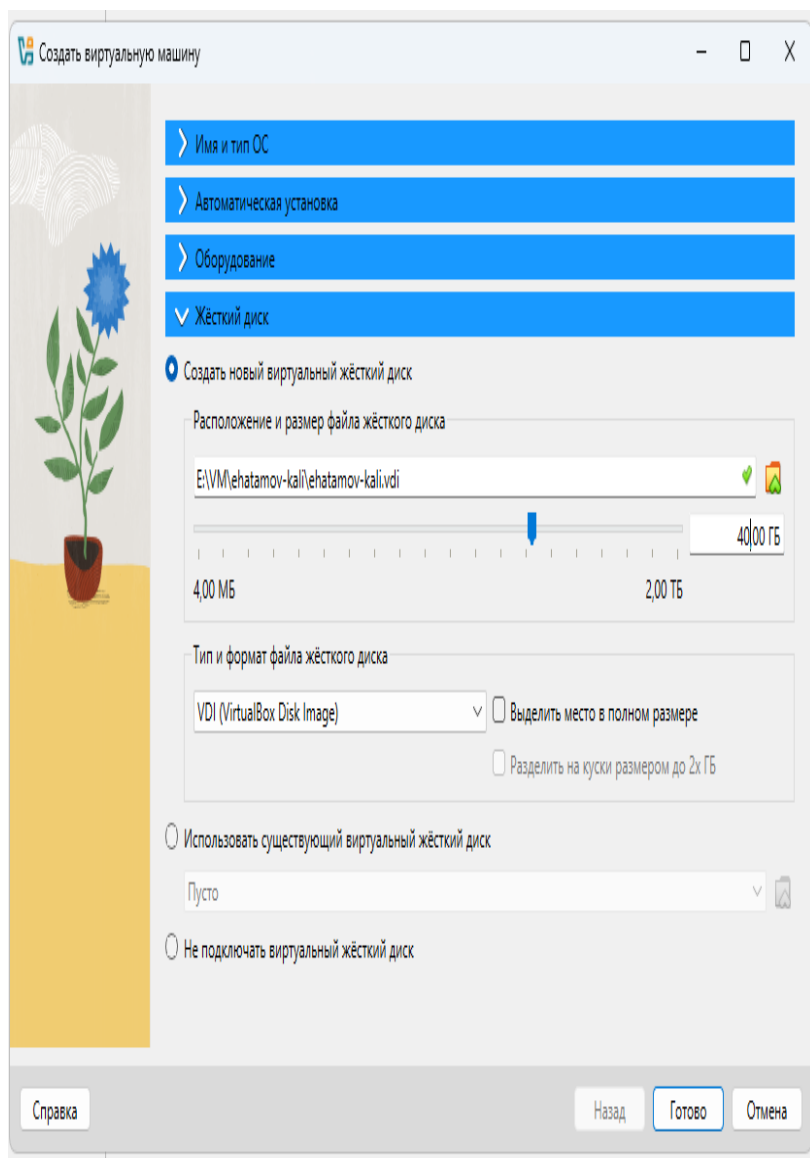 Создать виртуальную машину
Имя и тип ОС
Автоматическая установка
Оборудование
Жёсткий диск
Создать новый виртуальный жёсткий диск
Расположение и размер файла жёсткого диска
E:\VM\ehatamov-kali\ehatamov-kali.vdi
40,00 ГБ
4,00 МБ 2,00 ТБ
Тип и формат файла жёсткого диска
VDI (VirtualBox Disk Image) Выделить место в полном размере
Разделить на куски размером до 2х ГБ
Использовать существующий виртуальный жёсткий диск
Пусто
Не подключать виртуальный жёсткий диск
Справка Назад Готово Отмена